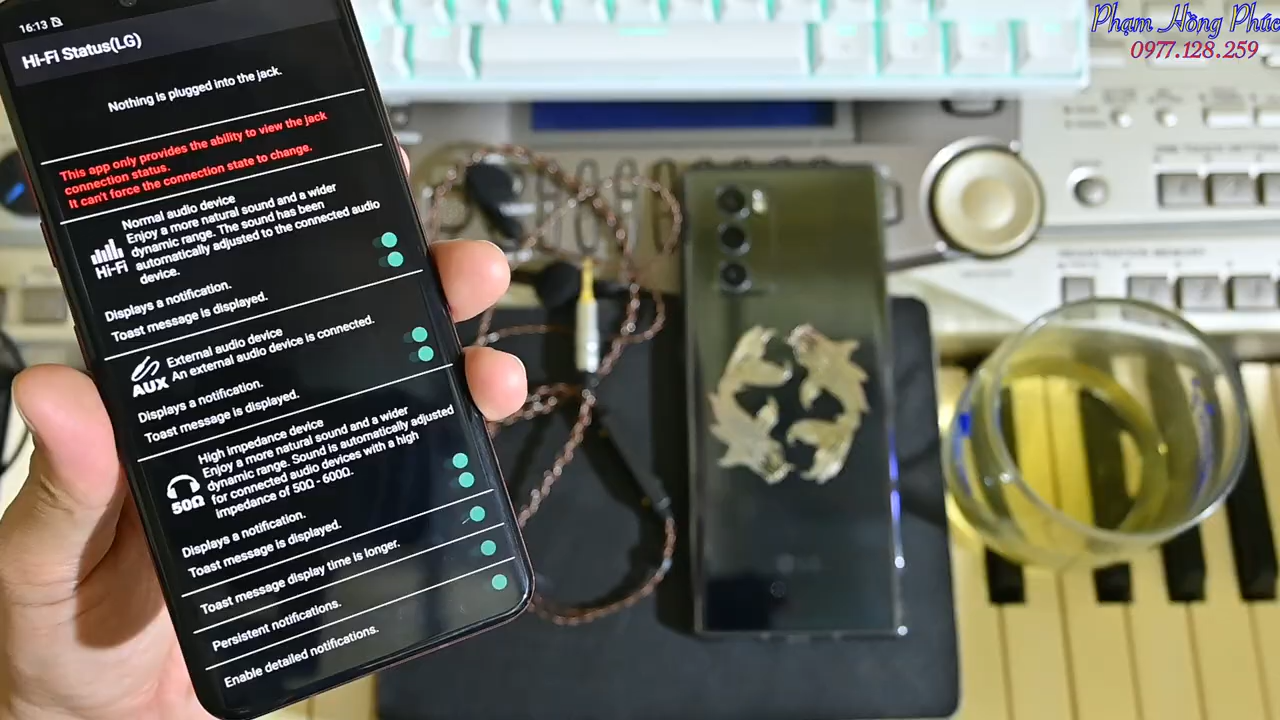 Phạm Hồng Phúc
0977.128.259
16:13
Hi-Fi Status(LG)
Nothing is plugged into the jack.
This app only provides the ability to view the jack
connection status.
It can't force the connection state to change.
Normal audio device
Enjoy a more natural sound and a wider
dynamic range. The sound has been
automatically adjusted to the connected audio
device.
Hi-Fi
Displays a notification.
Toast message is displayed.
External audio device
An external audio device is connected.
AUX
Displays a notification.
Toast message is displayed.
High impedance device
Enjoy a more natural sound and a wider
dynamic range. Sound is automatically adjusted
for connected audio devices with a high
impedance of 50Ω - 600Ω.
50Ω
Displays a notification.
Toast message is displayed.
Toast message display time is longer.
Persistent notifications.
Enable detailed notifications.